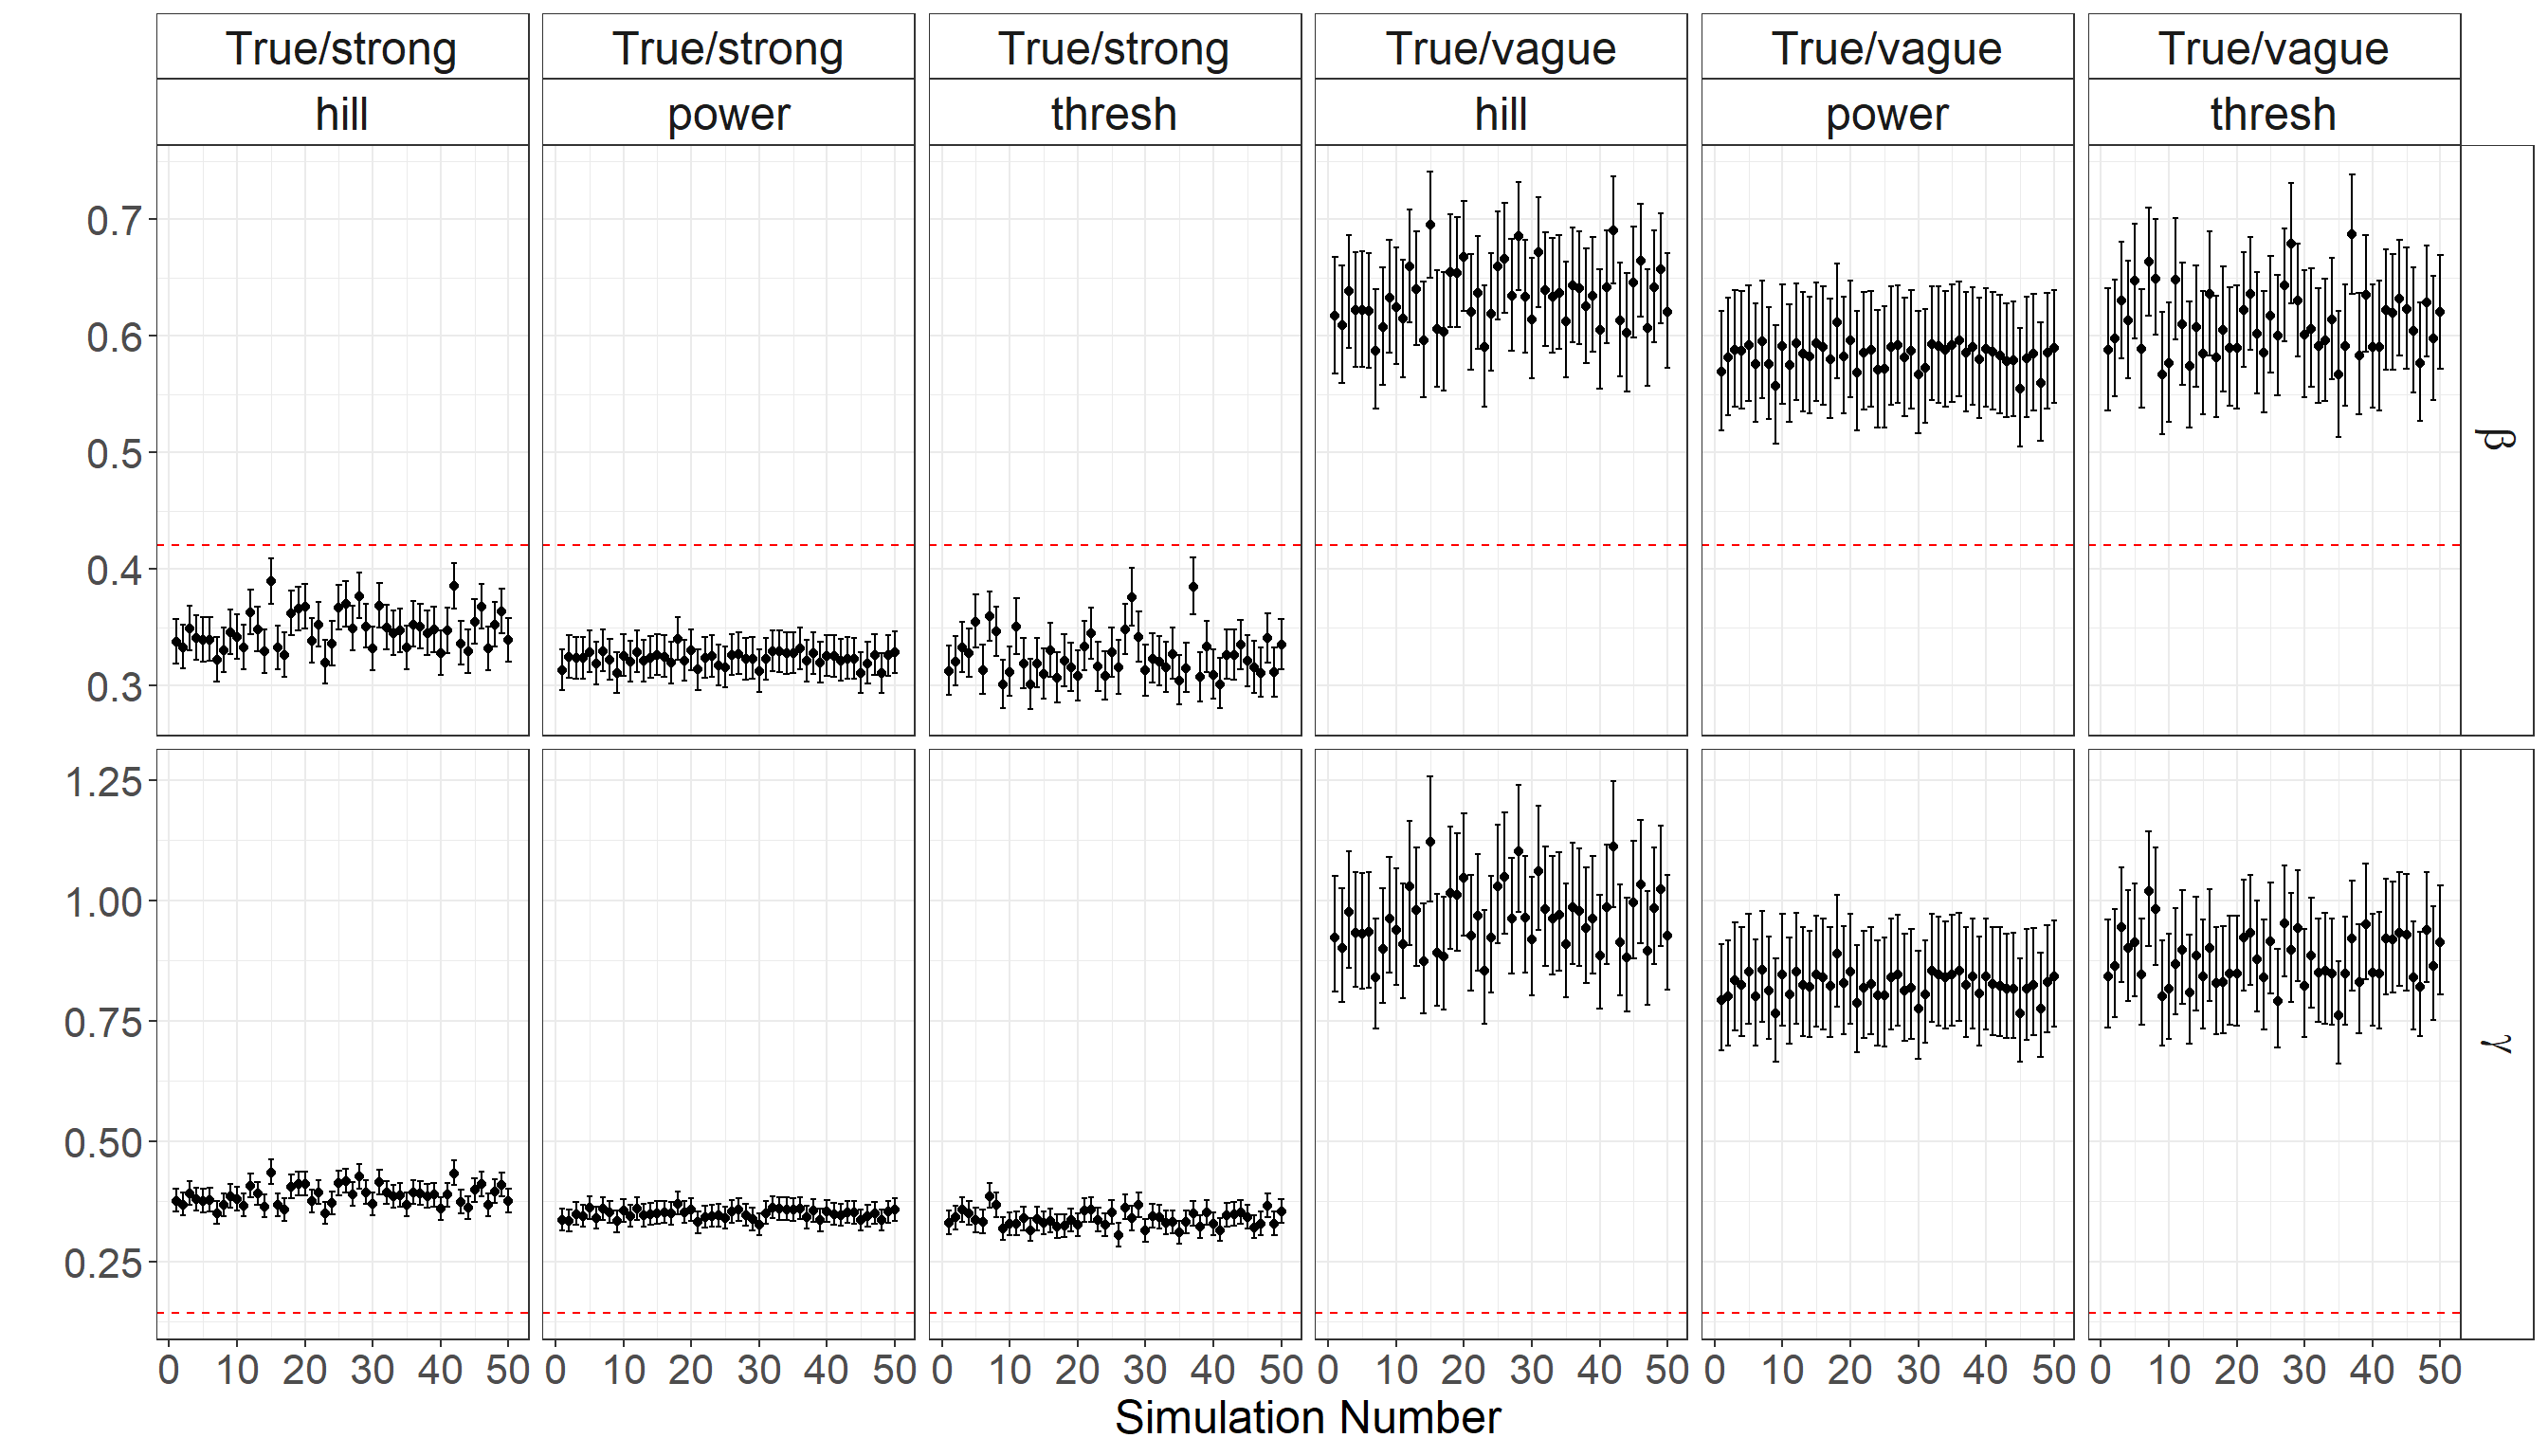 True/strong True/strong True/strong True/vague True/vague True/vague
hill power thresh hill power thresh
0.7
0.6
0.5
0.4
0.3
β
1.25
1.00
0.75
0.50
0.25
γ
0 10 20 30 40 50 0 10 20 30 40 50 0 10 20 30 40 50 0 10 20 30 40 50 0 10 20 30 40 50 0 10 20 30 40 50
Simulation Number